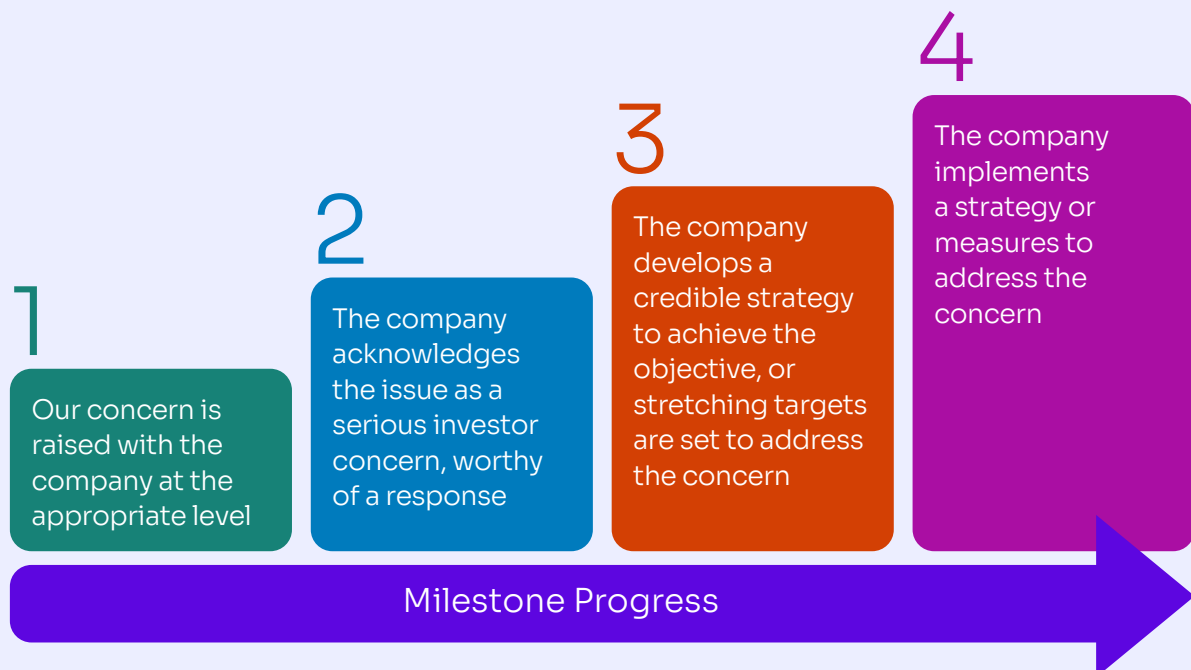 1
Our concern is
raised with the
company at the
appropriate level
2
The company
acknowledges
the issue as a
serious investor
concern, worthy
of a response
3
The company
develops a
credible strategy
to achieve the
objective, or
stretching targets
are set to address
the concern
4
The company
implements
a strategy or
measures to
address the
concern
Milestone Progress